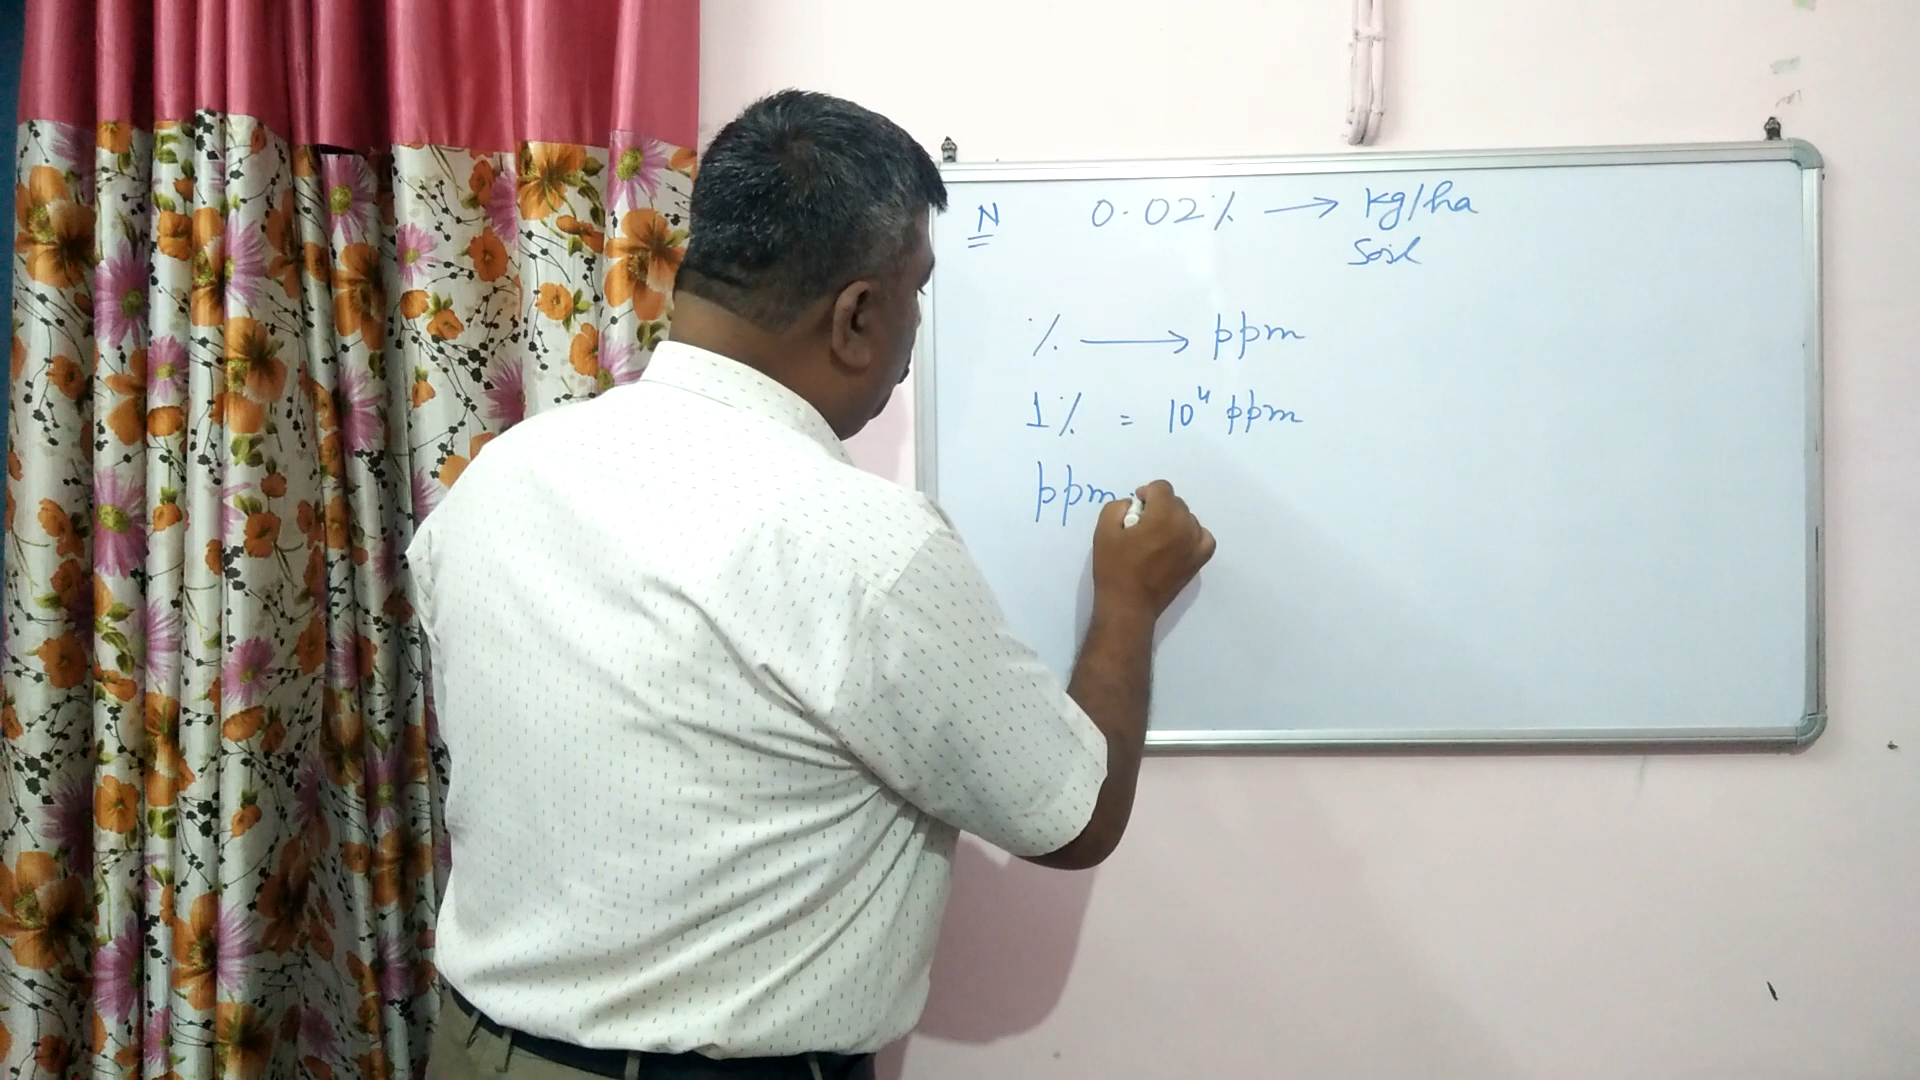 N 0.02% → kg/ha
Soil
% → ppm
1% = 10⁴ ppm
ppm